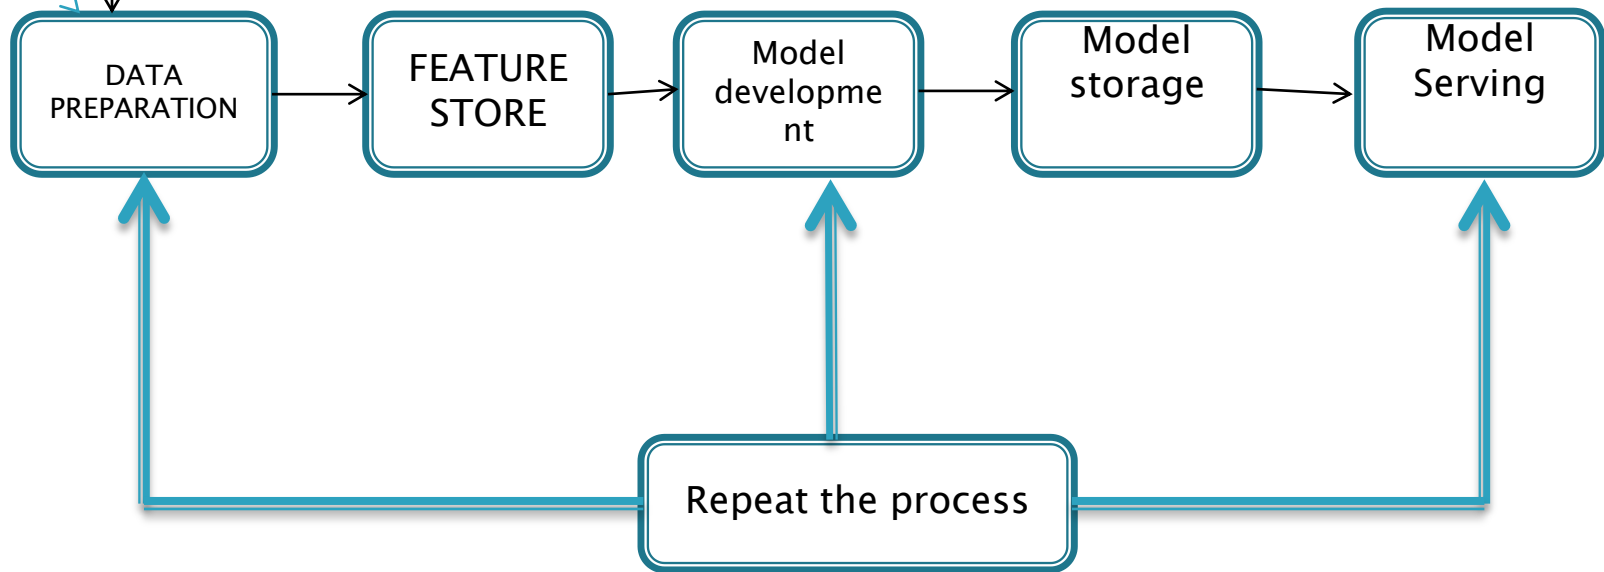 DATA
PREPARATION
FEATURE
STORE
Model
developme
nt
Model
storage
Model
Serving
Repeat the process